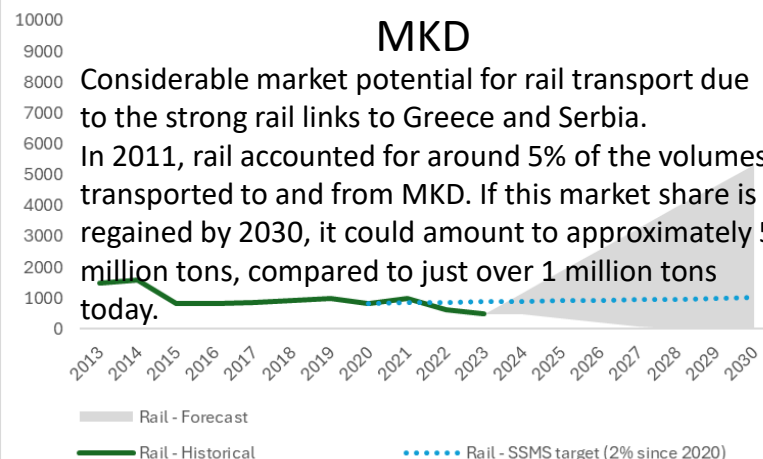 MKD
Considerable market potential for rail transport due
to the strong rail links to Greece and Serbia.
In 2011, rail accounted for around 5% of the volumes
transported to and from MKD. If this market share is
regained by 2030, it could amount to approximately 5
million tons, compared to just over 1 million tons
today.
10000
9000
8000
7000
6000
5000
4000
3000
2000
1000
0
2013 2014 2015 2016 2017 2018 2019 2020 2021 2022 2023 2024 2025 2026 2027 2028 2029 2030
Rail - Forecast
Rail - Historical
Rail - SSMS target (2% since 2020)